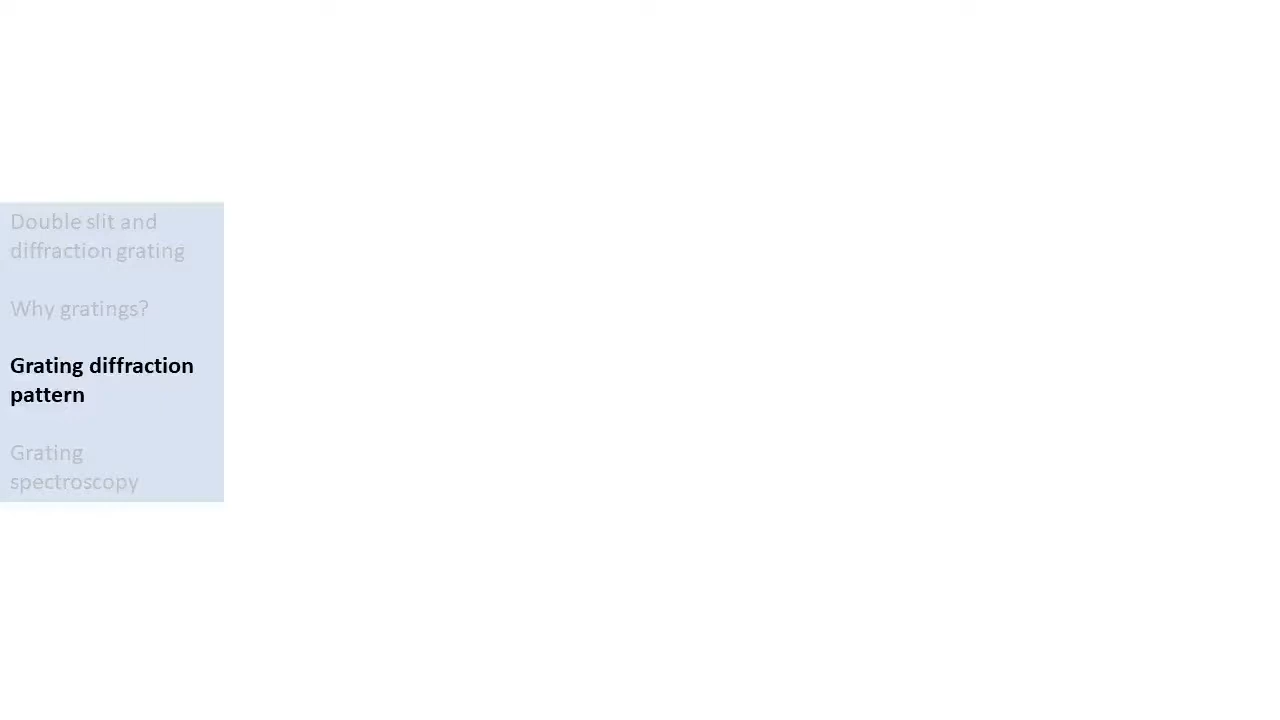 Double slit and
diffraction grating
Why gratings?
Grating diffraction
pattern
Grating
spectroscopy